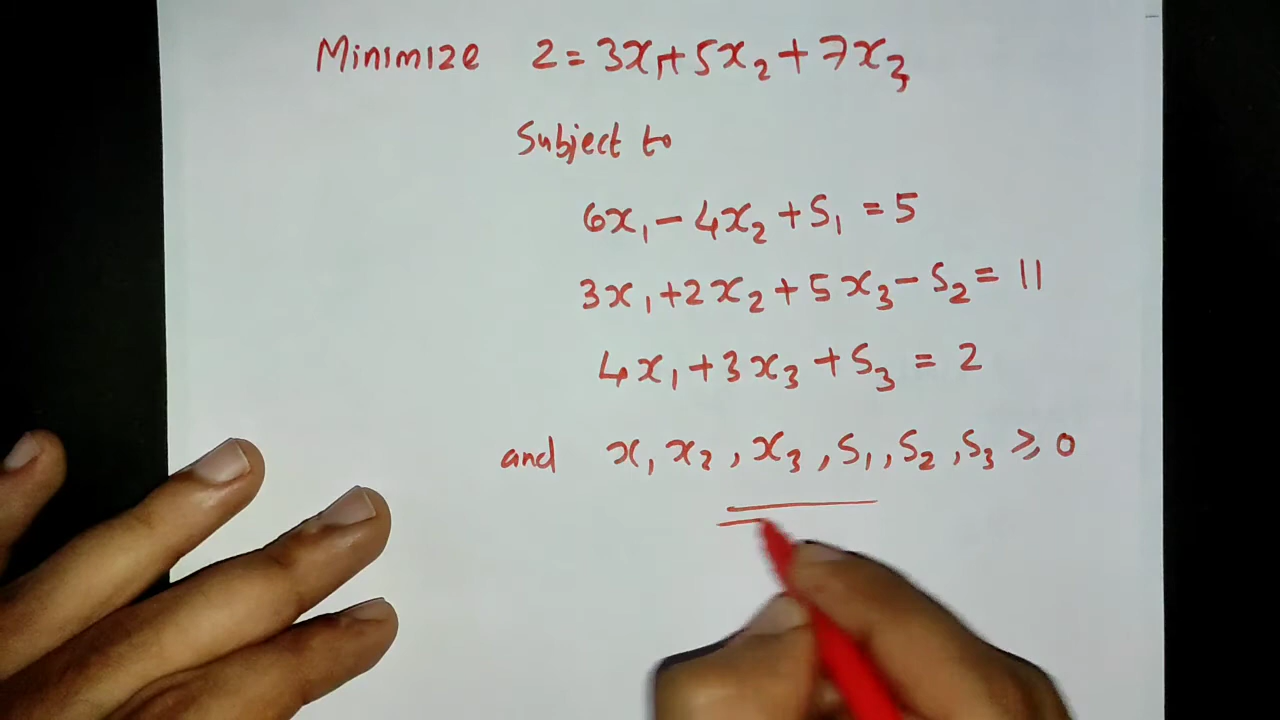 Minimize Z = 3x₁ + 5x₂ + 7x₃
Subject to
6x₁ − 4x₂ + S₁ = 5
3x₁ + 2x₂ + 5x₃ − S₂ = 11
4x₁ + 3x₃ + S₃ = 2
and x₁ x₂ , x₃ , S₁ , S₂ , S₃ ≥ 0